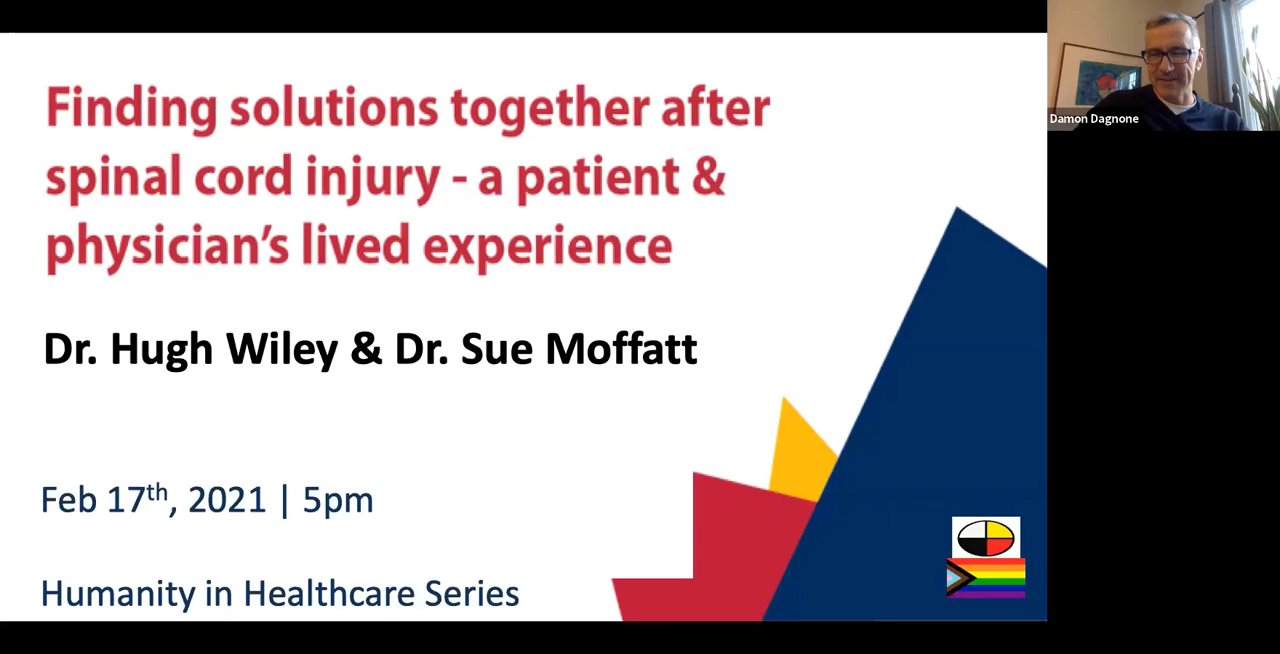 Finding solutions together after
spinal cord injury - a patient &
physician's lived experience
Dr. Hugh Wiley & Dr. Sue Moffatt
Feb 17th, 2021 | 5pm
Humanity in Healthcare Series
Damon Dagnone